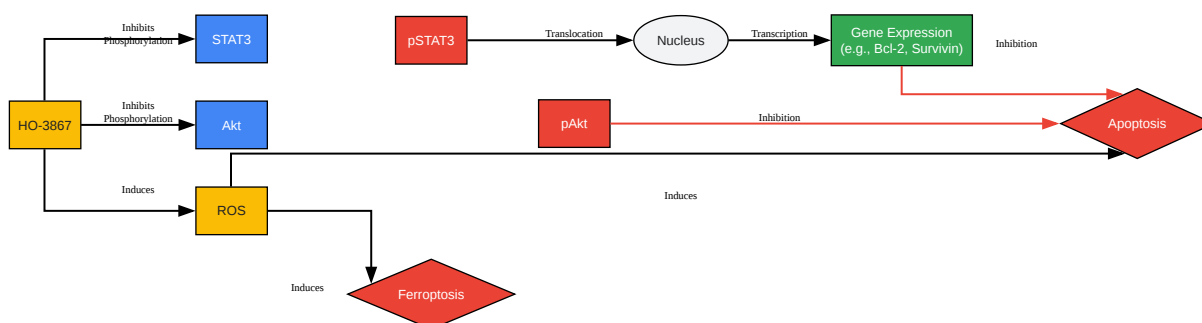 Inhibits
Phosphorylation
STAT3
pSTAT3
Translocation
Nucleus
Transcription
Gene Expression
(e.g., Bcl-2, Survivin)
Inhibition
HO-3867
Inhibits
Phosphorylation
Akt
pAkt
Inhibition
Apoptosis
Induces
ROS
Induces
Induces
Ferroptosis